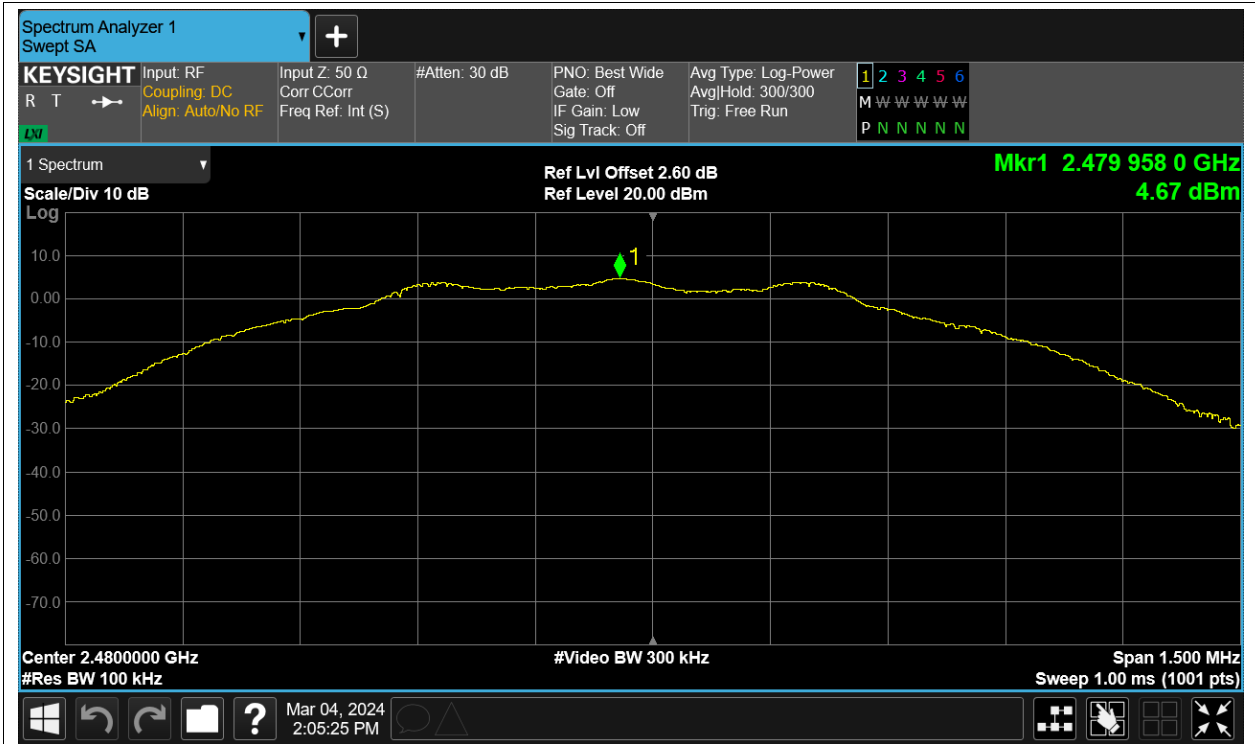 Spectrum Analyzer 1
Swept SA
+
KEYSIGHT
R T
LXI
Input: RF
Coupling: DC
Align: Auto/No RF
Input Z: 50 Ω
Corr CCorr
Freq Ref: Int (S)
#Atten: 30 dB
PNO: Best Wide
Gate: Off
IF Gain: Low
Sig Track: Off
Avg Type: Log-Power
Avg|Hold: 300/300
Trig: Free Run
1 2 3 4 5 6
M W W W W W
P N N N N N
1 Spectrum
Scale/Div 10 dB
Log
Ref Lvl Offset 2.60 dB
Ref Level 20.00 dBm
Mkr1 2.479 958 0 GHz
4.67 dBm
1
10.0
0.00
-10.0
-20.0
-30.0
-40.0
-50.0
-60.0
-70.0
Center 2.4800000 GHz
#Res BW 100 kHz
#Video BW 300 kHz
Span 1.500 MHz
Sweep 1.00 ms (1001 pts)
?
Mar 04, 2024
2:05:25 PM